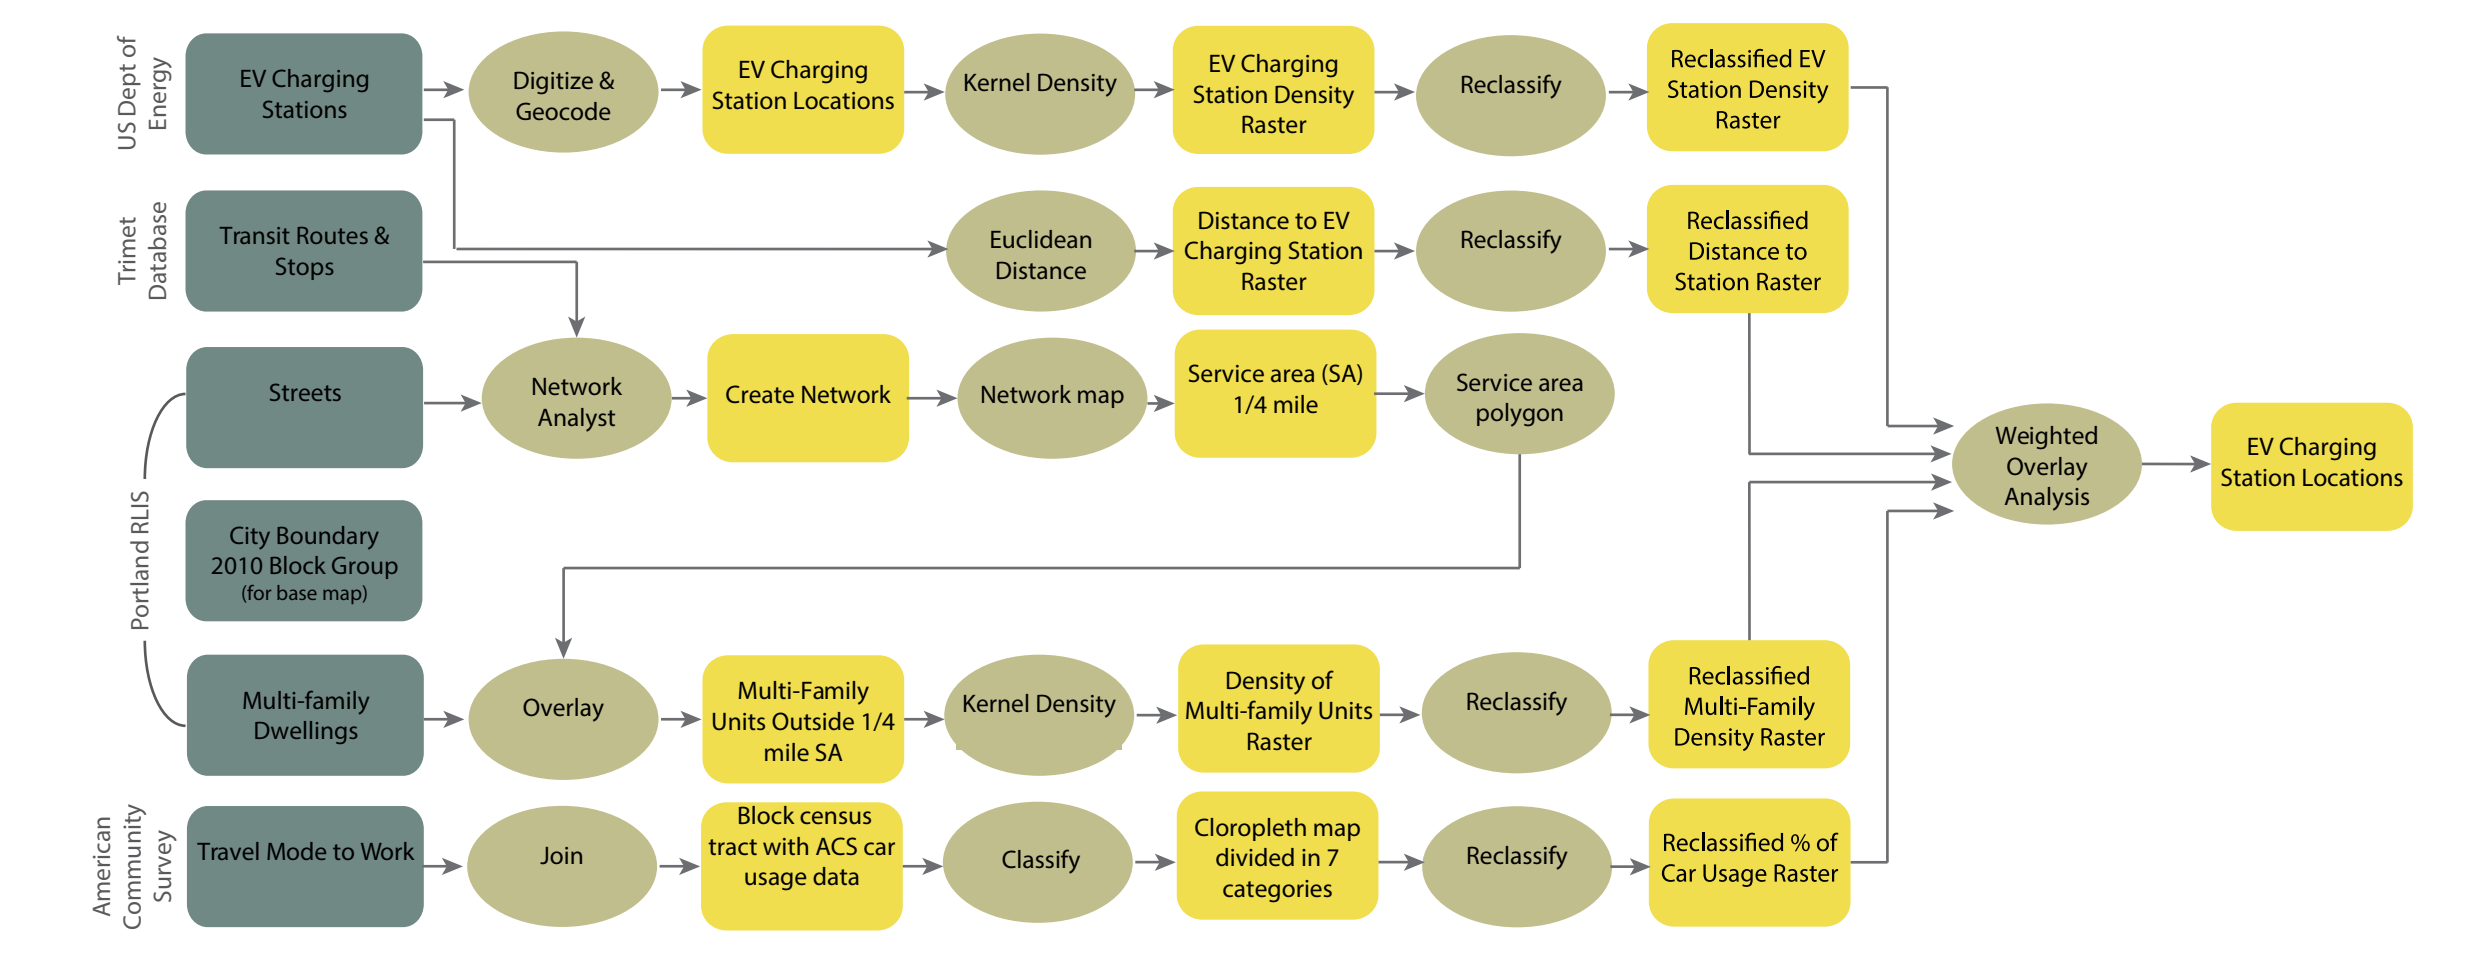 US Dept of
Energy
EV Charging
Stations
Digitize &
Geocode
EV Charging
Station Locations
Kernel Density
EV Charging
Station Density
Raster
Reclassify
Reclassified EV
Station Density
Raster
Trimet
Database
Transit Routes &
Stops
Euclidean
Distance
Distance to EV
Charging Station
Raster
Reclassify
Reclassified
Distance to
Station Raster
Portland RLIS
Streets
Network
Analyst
Create Network
Network map
Service area (SA)
1/4 mile
Service area
polygon
Weighted
Overlay
Analysis
EV Charging
Station Locations
City Boundary
2010 Block Group
(for base map)
Multi-family
Dwellings
Overlay
Multi-Family
Units Outside 1/4
mile SA
Kernel Density
Density of
Multi-family Units
Raster
Reclassify
Reclassified
Multi-Family
Density Raster
American
Community
Survey
Travel Mode to Work
Join
Block census
tract with ACS car
usage data
Classify
Cloropleth map
divided in 7
categories
Reclassify
Reclassified % of
Car Usage Raster